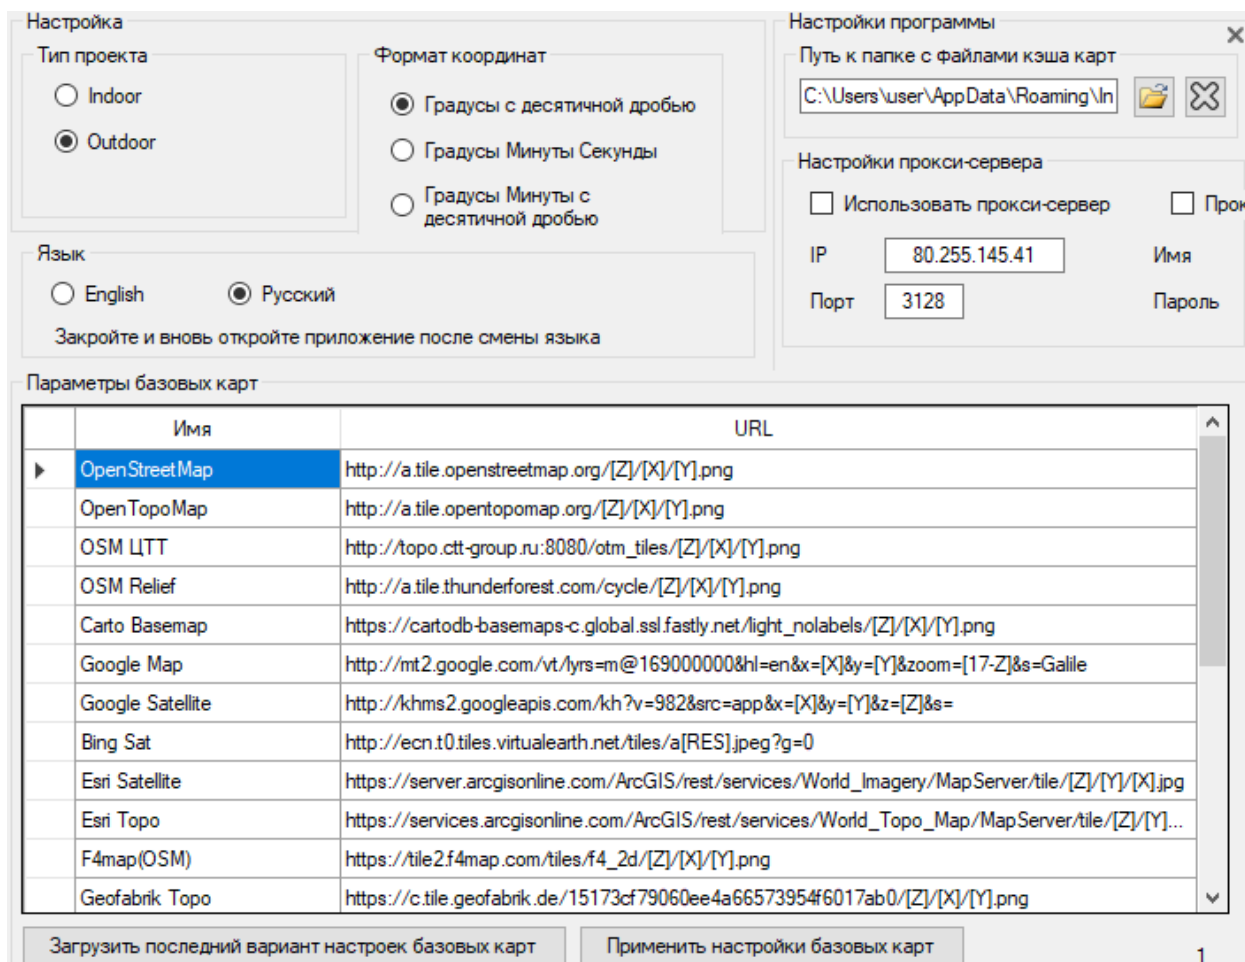 Настройка
Тип проекта
Indoor
Outdoor
Формат координат
Градусы с десятичной дробью
Градусы Минуты Секунды
Градусы Минуты с
десятичной дробью
Язык
English Русский
Закройте и вновь откройте приложение после смены языка
Настройки программы
Путь к папке с файлами кэша карт
C:\Users\user\AppData\Roaming\In
Настройки прокси-сервера
Использовать прокси-сервер Прок
IP 80.255.145.41 Имя
Порт 3128 Пароль
Параметры базовых карт
Имя URL
OpenStreetMap http://a.tile.openstreetmap.org/[Z]/[X]/[Y].png
OpenTopoMap http://a.tile.opentopomap.org/[Z]/[X]/[Y].png
OSM ЦТТ http://topo.ctt-group.ru:8080/otm_tiles/[Z]/[X]/[Y].png
OSM Relief http://a.tile.thunderforest.com/cycle/[Z]/[X]/[Y].png
Carto Basemap https://cartodb-basemaps-c.global.ssl.fastly.net/light_nolabels/[Z]/[X]/[Y].png
Google Map http://mt2.google.com/vt/lyrs=m@169000000&hl=en&x=[X]&y=[Y]&zoom=[17-Z]&s=Galile
Google Satellite http://khms2.googleapis.com/kh?v=982&src=app&x=[X]&y=[Y]&z=[Z]&s=
Bing Sat http://ecn.t0.tiles.virtualearth.net/tiles/a[RES].jpeg?g=0
Esri Satellite https://server.arcgisonline.com/ArcGIS/rest/services/World_Imagery/MapServer/tile/[Z]/[Y]/[X].jpg
Esri Topo https://services.arcgisonline.com/ArcGIS/rest/services/World_Topo_Map/MapServer/tile/[Z]/[Y]...
F4map(OSM) https://tile2.f4map.com/tiles/f4_2d/[Z]/[X]/[Y].png
Geofabrik Topo https://c.tile.geofabrik.de/15173cf79060ee4a66573954f6017ab0/[Z]/[X]/[Y].png
Загрузить последний вариант настроек базовых карт Применить настройки базовых карт 1